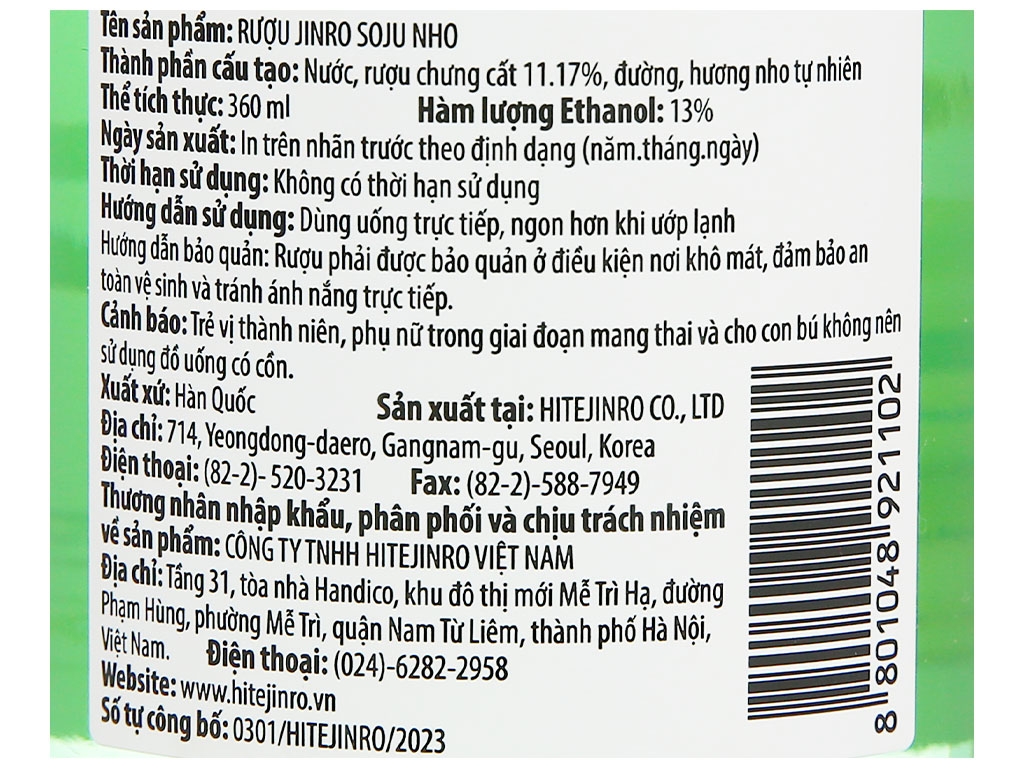 Tên sản phẩm: RƯỢU JINRO SOJU NHO
Thành phần cấu tạo: Nước, rượu chưng cất 11.17%, đường, hương nho tự nhiên
Thể tích thực: 360 ml Hàm lượng Ethanol: 13%
Ngày sản xuất: In trên nhãn trước theo định dạng (năm.tháng.ngày)
Thời hạn sử dụng: Không có thời hạn sử dụng
Hướng dẫn sử dụng: Dùng uống trực tiếp, ngon hơn khi ướp lạnh
Hướng dẫn bảo quản: Rượu phải được bảo quản ở điều kiện nơi khô mát, đảm bảo an
toàn vệ sinh và tránh ánh nắng trực tiếp.
Cảnh báo: Trẻ vị thành niên, phụ nữ trong giai đoạn mang thai và cho con bú không nên
sử dụng đồ uống có cồn.
Xuất xứ: Hàn Quốc Sản xuất tại: HITEJINRO CO., LTD
Địa chỉ: 714, Yeongdong-daero, Gangnam-gu, Seoul, Korea
Điện thoại: (82-2)- 520-3231 Fax: (82-2)-588-7949
Thương nhân nhập khẩu, phân phối và chịu trách nhiệm
về sản phẩm: CÔNG TY TNHH HITEJINRO VIỆT NAM
Địa chỉ: Tầng 31, tòa nhà Handico, khu đô thị mới Mễ Trì Hạ, đường
Phạm Hùng, phường Mễ Trì, quận Nam Từ Liêm, thành phố Hà Nội,
Việt Nam. Điện thoại: (024)-6282-2958
Website: www.hitejinro.vn
Số tự công bố: 0301/HITEJINRO/2023
8 801048 921102